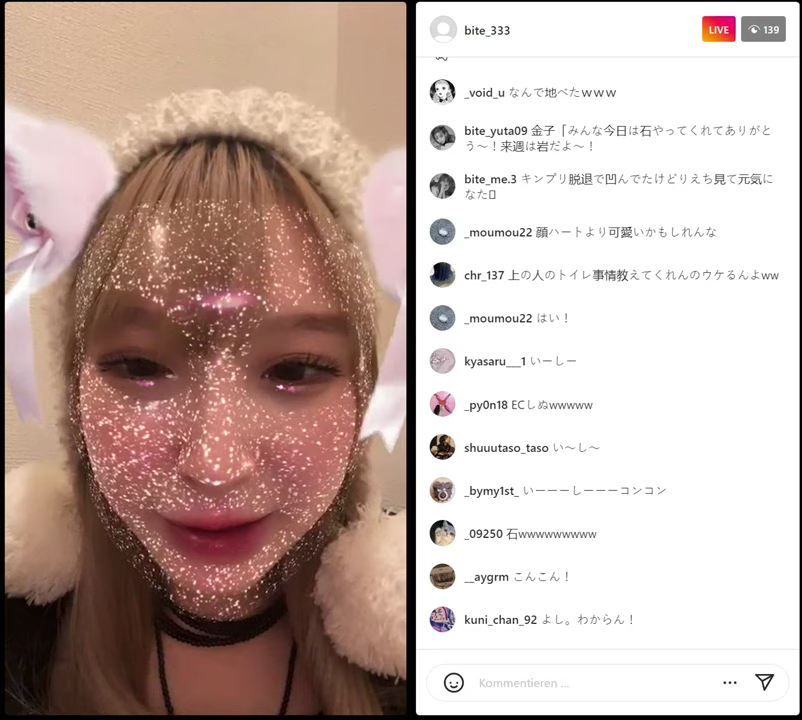 bite_333
LIVE
139
_void_u なんで地べたｗｗｗ
bite_yuta09 金子「みんな今日は石やってくれてありがと
う〜！来週は岩だよ〜！
bite_me.3 キンプリ脱退で凹んでたけどりえち見て元気に
なた
_moumou22 顔ハートより可愛いかもしれんな
chr_137 上の人のトイレ事情教えてくれんのウケるんよww
_moumou22 はい！
kyasaru___1 いーしー
_py0n18 ECしぬwwwww
shuuutaso_taso い〜し〜
_bymy1st_ いーーーしーーーコンコン
_09250 石wwwwwwwww
__aygrm こんこん！
kuni_chan_92 よし。わからん！
Kommentieren ...